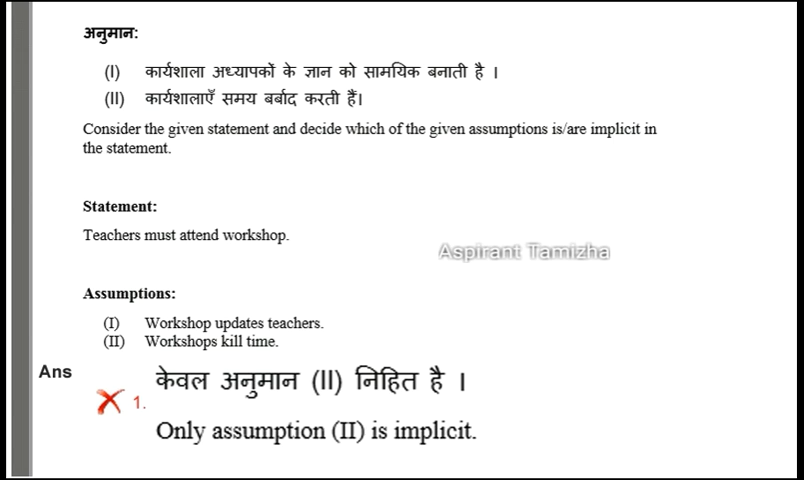 अनुमान:
(I) कार्यशाला अध्यापकों के ज्ञान को सामयिक बनाती है ।
(II) कार्यशालाएँ समय बर्बाद करती हैं।
Consider the given statement and decide which of the given assumptions is/are implicit in
the statement.
Statement:
Teachers must attend workshop.
Aspirant Tamizha
Assumptions:
(I) Workshop updates teachers.
(II) Workshops kill time.
Ans
केवल अनुमान (II) निहित है ।
1.
Only assumption (II) is implicit.